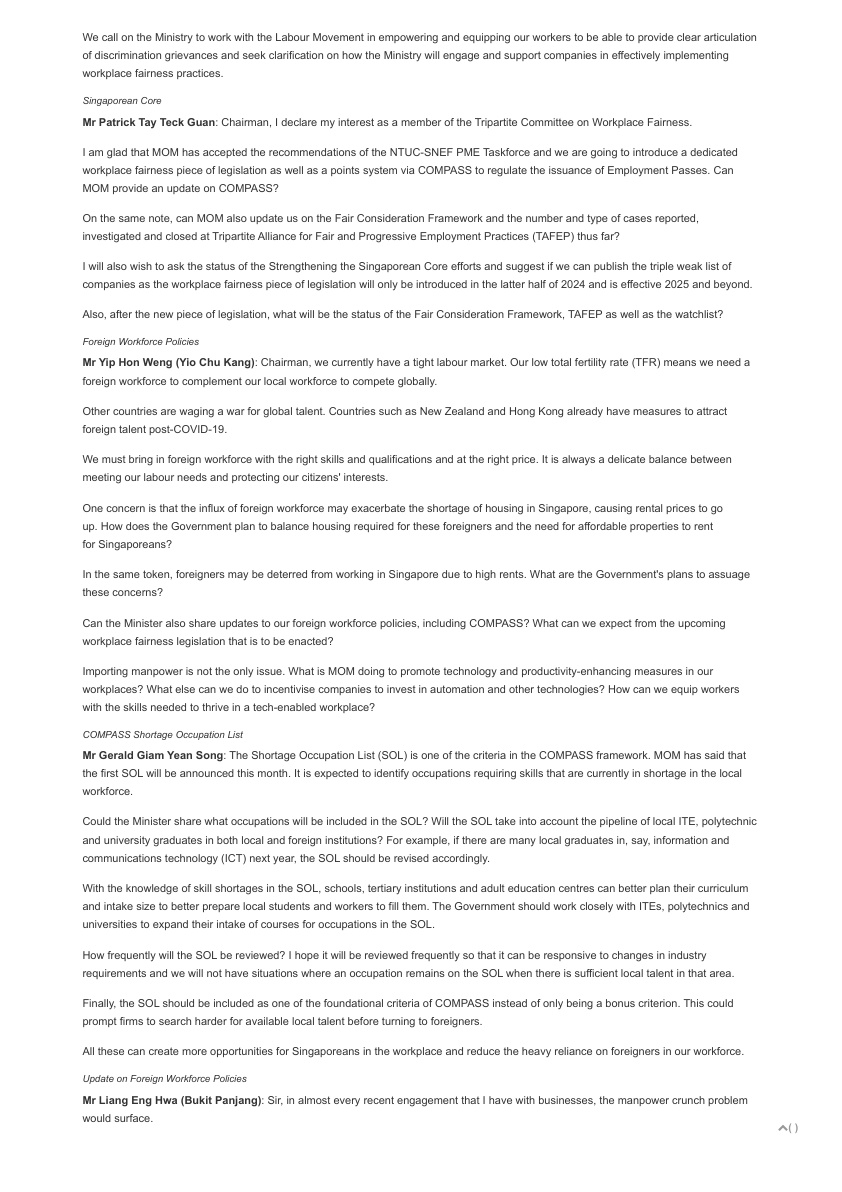 We call on the Ministry to work with the Labour Movement in empowering and equipping our workers to be able to provide clear articulation
of discrimination grievances and seek clarification on how the Ministry will engage and support companies in effectively implementing
workplace fairness practices.
Singaporean Core
Mr Patrick Tay Teck Guan: Chairman, I declare my interest as a member of the Tripartite Committee on Workplace Fairness.
I am glad that MOM has accepted the recommendations of the NTUC-SNEF PME Taskforce and we are going to introduce a dedicated
workplace fairness piece of legislation as well as a points system via COMPASS to regulate the issuance of Employment Passes. Can
MOM provide an update on COMPASS?
On the same note, can MOM also update us on the Fair Consideration Framework and the number and type of cases reported,
investigated and closed at Tripartite Alliance for Fair and Progressive Employment Practices (TAFEP) thus far?
I will also wish to ask the status of the Strengthening the Singaporean Core efforts and suggest if we can publish the triple weak list of
companies as the workplace fairness piece of legislation will only be introduced in the latter half of 2024 and is effective 2025 and beyond.
Also, after the new piece of legislation, what will be the status of the Fair Consideration Framework, TAFEP as well as the watchlist?
Foreign Workforce Policies
Mr Yip Hon Weng (Yio Chu Kang): Chairman, we currently have a tight labour market. Our low total fertility rate (TFR) means we need a
foreign workforce to complement our local workforce to compete globally.
Other countries are waging a war for global talent. Countries such as New Zealand and Hong Kong already have measures to attract
foreign talent post-COVID-19.
We must bring in foreign workforce with the right skills and qualifications and at the right price. It is always a delicate balance between
meeting our labour needs and protecting our citizens' interests.
One concern is that the influx of foreign workforce may exacerbate the shortage of housing in Singapore, causing rental prices to go
up. How does the Government plan to balance housing required for these foreigners and the need for affordable properties to rent
for Singaporeans?
In the same token, foreigners may be deterred from working in Singapore due to high rents. What are the Government's plans to assuage
these concerns?
Can the Minister also share updates to our foreign workforce policies, including COMPASS? What can we expect from the upcoming
workplace fairness legislation that is to be enacted?
Importing manpower is not the only issue. What is MOM doing to promote technology and productivity-enhancing measures in our
workplaces? What else can we do to incentivise companies to invest in automation and other technologies? How can we equip workers
with the skills needed to thrive in a tech-enabled workplace?
COMPASS Shortage Occupation List
Mr Gerald Giam Yean Song: The Shortage Occupation List (SOL) is one of the criteria in the COMPASS framework. MOM has said that
the first SOL will be announced this month. It is expected to identify occupations requiring skills that are currently in shortage in the local
workforce.
Could the Minister share what occupations will be included in the SOL? Will the SOL take into account the pipeline of local ITE, polytechnic
and university graduates in both local and foreign institutions? For example, if there are many local graduates in, say, information and
communications technology (ICT) next year, the SOL should be revised accordingly.
With the knowledge of skill shortages in the SOL, schools, tertiary institutions and adult education centres can better plan their curriculum
and intake size to better prepare local students and workers to fill them. The Government should work closely with ITEs, polytechnics and
universities to expand their intake of courses for occupations in the SOL.
How frequently will the SOL be reviewed? I hope it will be reviewed frequently so that it can be responsive to changes in industry
requirements and we will not have situations where an occupation remains on the SOL when there is sufficient local talent in that area.
Finally, the SOL should be included as one of the foundational criteria of COMPASS instead of only being a bonus criterion. This could
prompt firms to search harder for available local talent before turning to foreigners.
All these can create more opportunities for Singaporeans in the workplace and reduce the heavy reliance on foreigners in our workforce.
Update on Foreign Workforce Policies
Mr Liang Eng Hwa (Bukit Panjang): Sir, in almost every recent engagement that I have with businesses, the manpower crunch problem
would surface.
( )